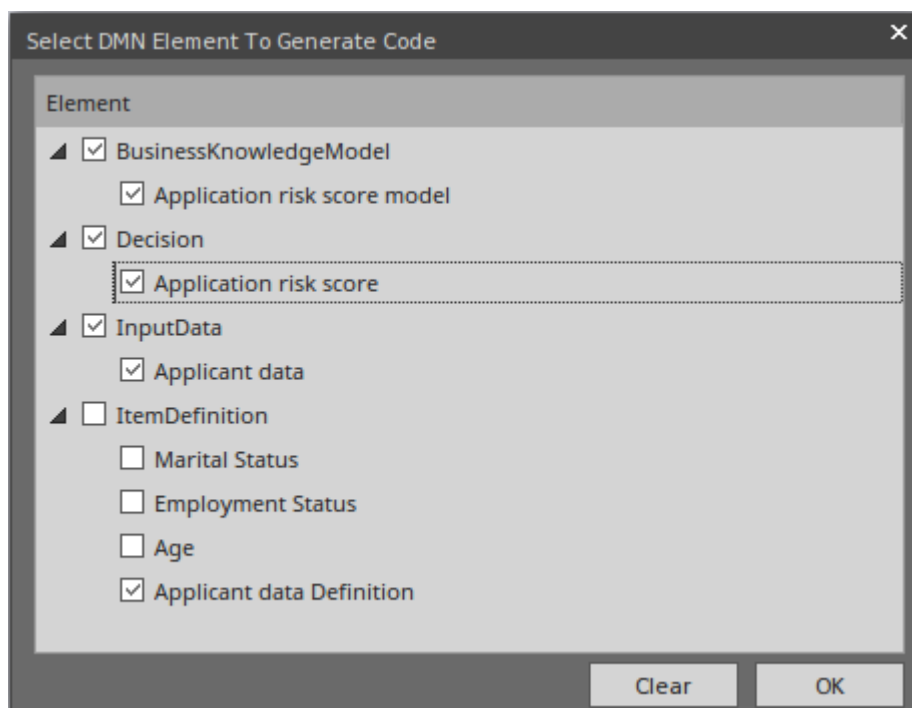 Select DMN Element To Generate Code
Element
BusinessKnowledgeModel
Application risk score model
Decision
Application risk score
InputData
Applicant data
ItemDefinition
Marital Status
Employment Status
Age
Applicant data Definition
Clear OK